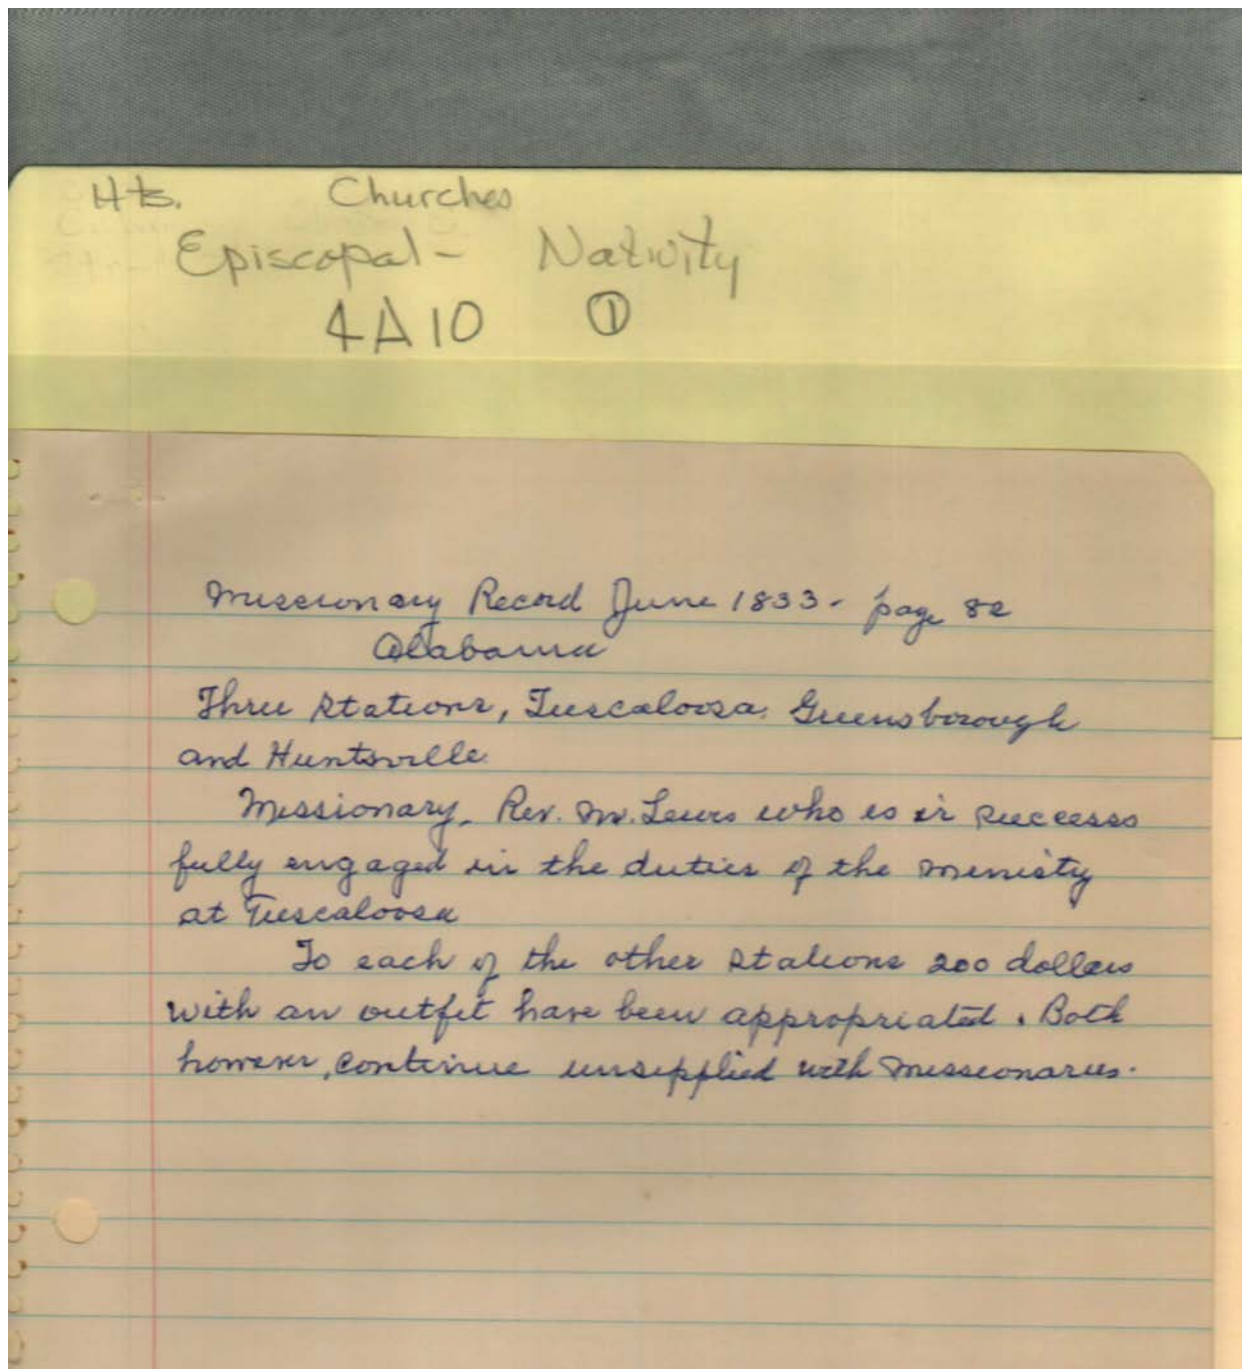 Hts. Churches
Episcopal - Nativity
4A10 ①
Missionary Record June 1833 - page 82
Alabama
Three Stations, Tuscaloosa, Greensborough
and Huntsville
Missionary, Rev. Mr. Lewis who is is success
fully engaged in the duties of the ministy
at Tuscaloosa
To each of the other stations 200 dollars
with an outfit have been appropriated. Both
however, continue unsupplied with missionaries.